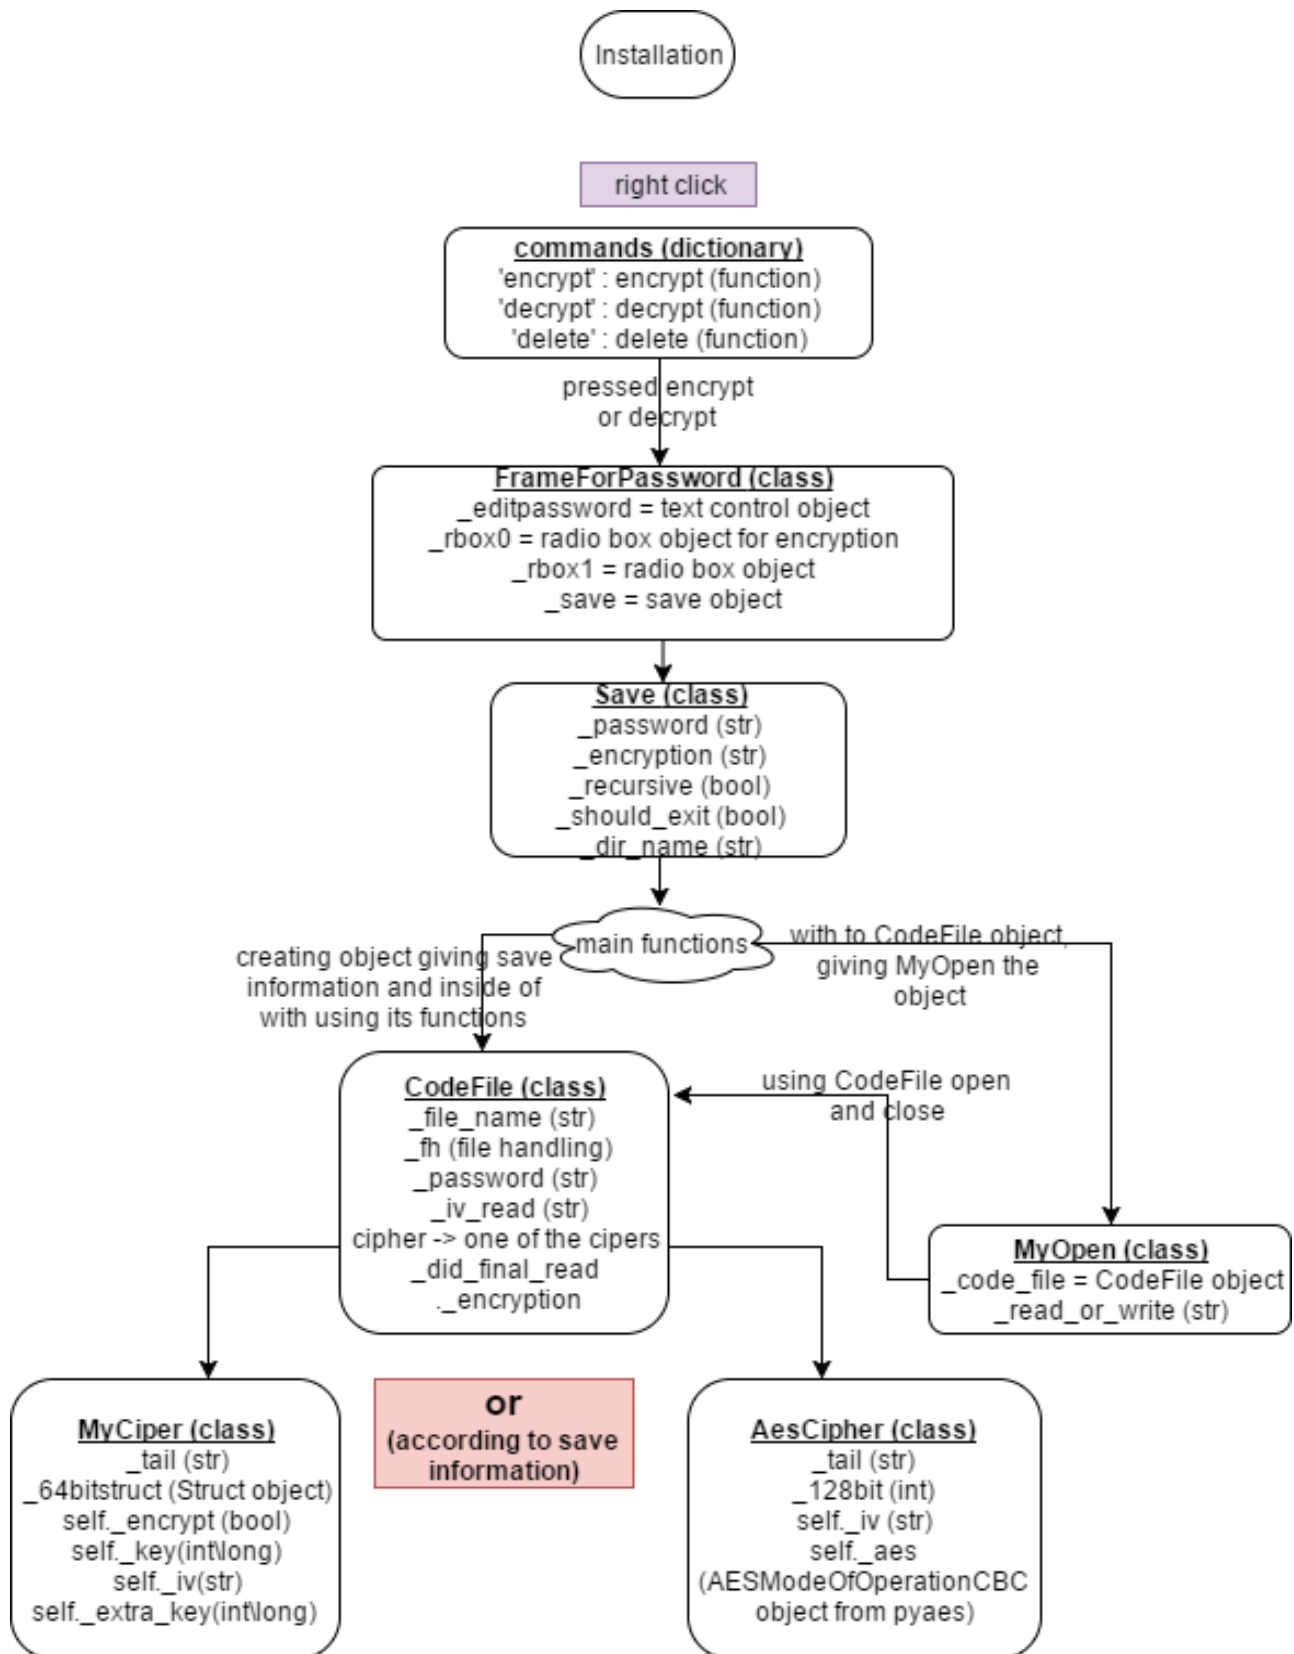 Installation
right click
commands (dictionary)
'encrypt' : encrypt (function)
'decrypt' : decrypt (function)
'delete' : delete (function)
pressed encrypt
or decrypt
FrameForPassword (class)
_editpassword = text control object
_rbox0 = radio box object for encryption
_rbox1 = radio box object
_save = save object
Save (class)
_password (str)
_encryption (str)
_recursive (bool)
_should_exit (bool)
_dir_name (str)
main functions
creating object giving save
information and inside of
with using its functions
with to CodeFile object,
giving MyOpen the
object
CodeFile (class)
_file_name (str)
_fh (file handling)
_password (str)
_iv_read (str)
cipher -> one of the cipers
_did_final_read
._encryption
using CodeFile open
and close
MyOpen (class)
_code_file = CodeFile object
_read_or_write (str)
MyCiper (class)
_tail (str)
_64bitstruct (Struct object)
self._encrypt (bool)
self._key(int\long)
self._iv(str)
self._extra_key(int\long)
or
(according to save
information)
AesCipher (class)
_tail (str)
_128bit (int)
self._iv (str)
self._aes
(AESModeOfOperationCBC
object from pyaes)